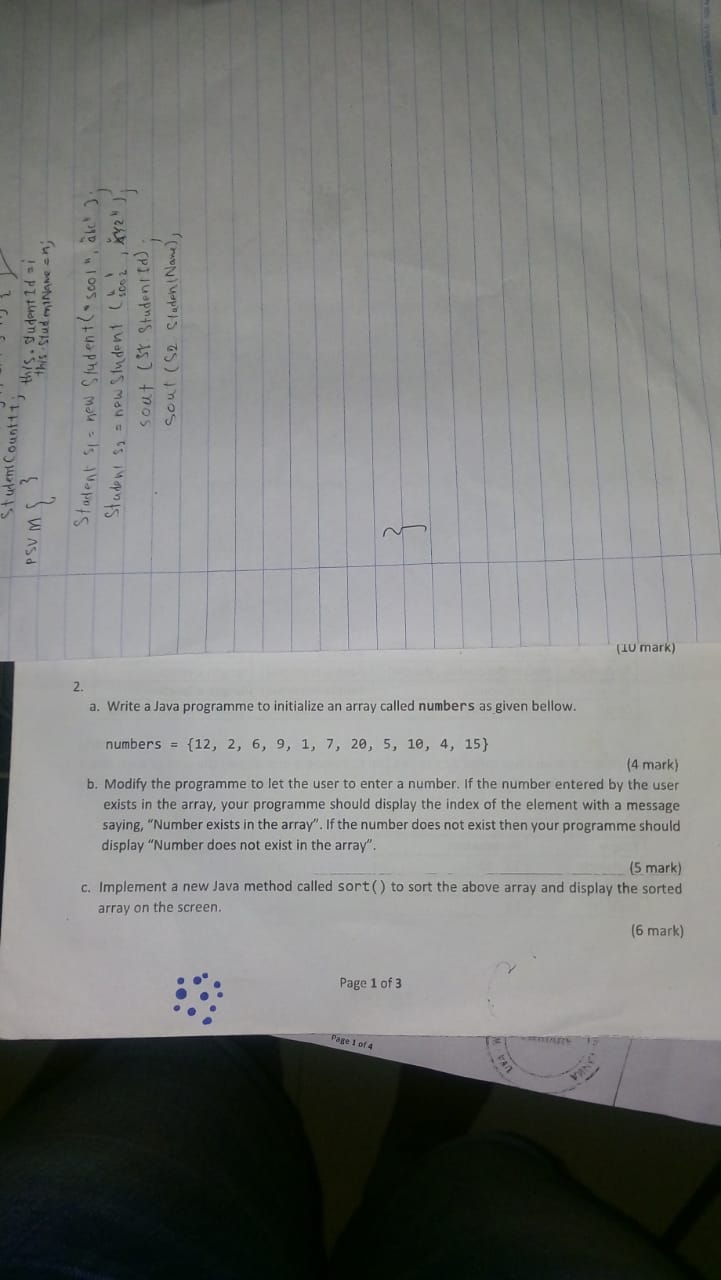 StudentCount++; this.StudentId = i
this.StudentName = n;
psvm { }
Student s1 = new Student("S001", "abc");
Student s2 = new Student ("S002", "xyz");
sout (s1 StudentId).
sout (s2 StudentName);
}
(10 mark)
2.
a. Write a Java programme to initialize an array called numbers as given bellow.
numbers = {12, 2, 6, 9, 1, 7, 20, 5, 10, 4, 15}
(4 mark)
b. Modify the programme to let the user to enter a number. If the number entered by the user
exists in the array, your programme should display the index of the element with a message
saying, "Number exists in the array". If the number does not exist then your programme should
display "Number does not exist in the array".
(5 mark)
c. Implement a new Java method called sort() to sort the above array and display the sorted
array on the screen.
(6 mark)
Page 1 of 3
Page 1 of 4